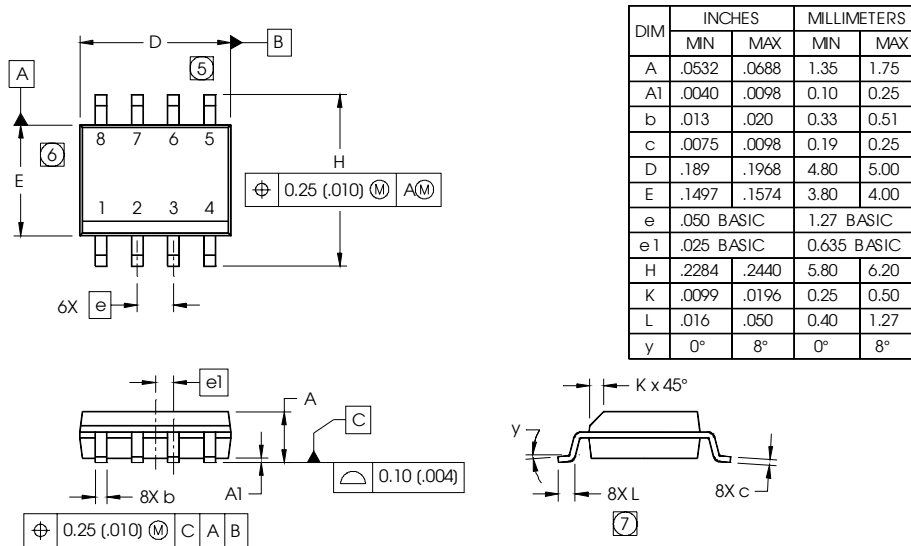 D
B
5
A
8 7 6 5
6
E
H
⌖ 0.25 (.010) Ⓜ AⓂ
1 2 3 4
6X e
DIM INCHES MILLIMETERS
MIN MAX MIN MAX
A .0532 .0688 1.35 1.75
A1 .0040 .0098 0.10 0.25
b .013 .020 0.33 0.51
c .0075 .0098 0.19 0.25
D .189 .1968 4.80 5.00
E .1497 .1574 3.80 4.00
e .050 BASIC 1.27 BASIC
e1 .025 BASIC 0.635 BASIC
H .2284 .2440 5.80 6.20
K .0099 .0196 0.25 0.50
L .016 .050 0.40 1.27
y 0° 8° 0° 8°
e1
A
C
⌓ 0.10 (.004)
8X b
A1
⌖ 0.25 (.010) Ⓜ C A B
K x 45°
y
8X L
8X c
7